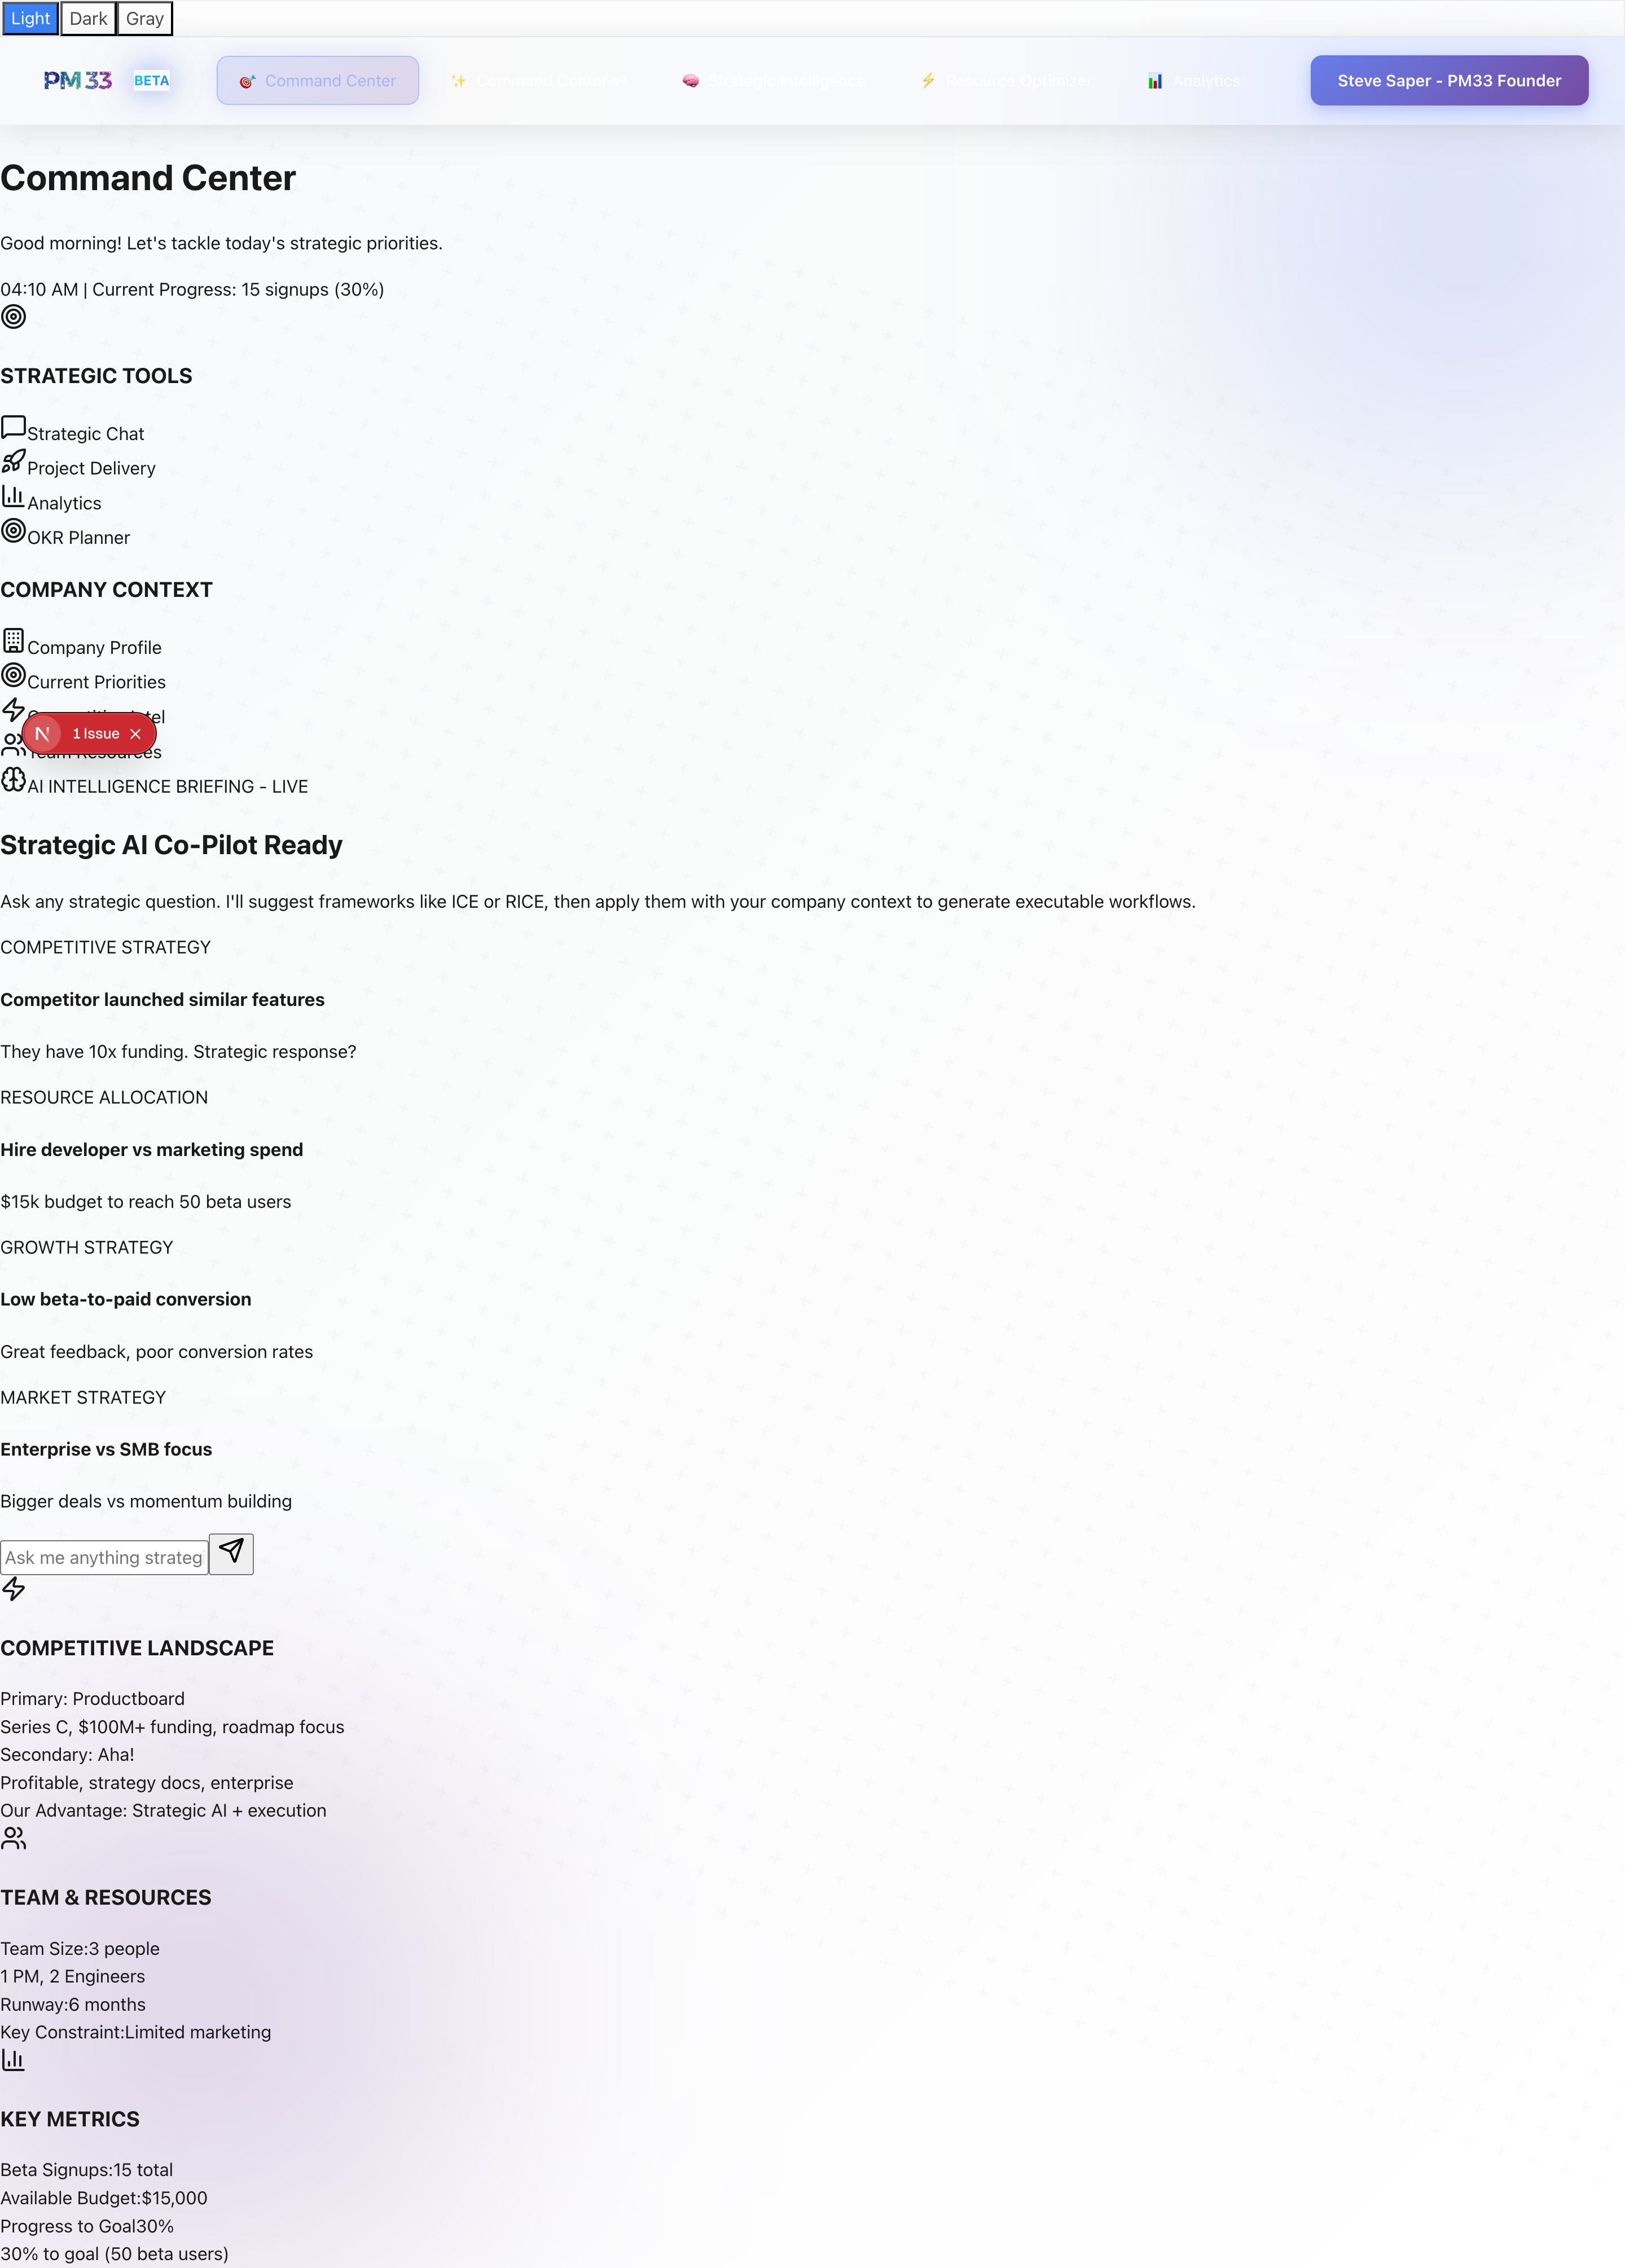 Light Dark Gray
PM33 BETA 🎯 Command Center ✨ Command Center v1 🧠 Strategic Intelligence ⚡ Resource Optimizer 📊 Analytics Steve Saper - PM33 Founder
Command Center
Good morning! Let's tackle today's strategic priorities.
04:10 AM | Current Progress: 15 signups (30%)
STRATEGIC TOOLS
Strategic Chat
Project Delivery
Analytics
OKR Planner
COMPANY CONTEXT
Company Profile
Current Priorities
N 1 Issue
Team Resources
AI INTELLIGENCE BRIEFING - LIVE
Strategic AI Co-Pilot Ready
Ask any strategic question. I'll suggest frameworks like ICE or RICE, then apply them with your company context to generate executable workflows.
COMPETITIVE STRATEGY
Competitor launched similar features
They have 10x funding. Strategic response?
RESOURCE ALLOCATION
Hire developer vs marketing spend
$15k budget to reach 50 beta users
GROWTH STRATEGY
Low beta-to-paid conversion
Great feedback, poor conversion rates
MARKET STRATEGY
Enterprise vs SMB focus
Bigger deals vs momentum building
Ask me anything strateg
COMPETITIVE LANDSCAPE
Primary: Productboard
Series C, $100M+ funding, roadmap focus
Secondary: Aha!
Profitable, strategy docs, enterprise
Our Advantage: Strategic AI + execution
TEAM & RESOURCES
Team Size:3 people
1 PM, 2 Engineers
Runway:6 months
Key Constraint:Limited marketing
KEY METRICS
Beta Signups:15 total
Available Budget:$15,000
Progress to Goal30%
30% to goal (50 beta users)